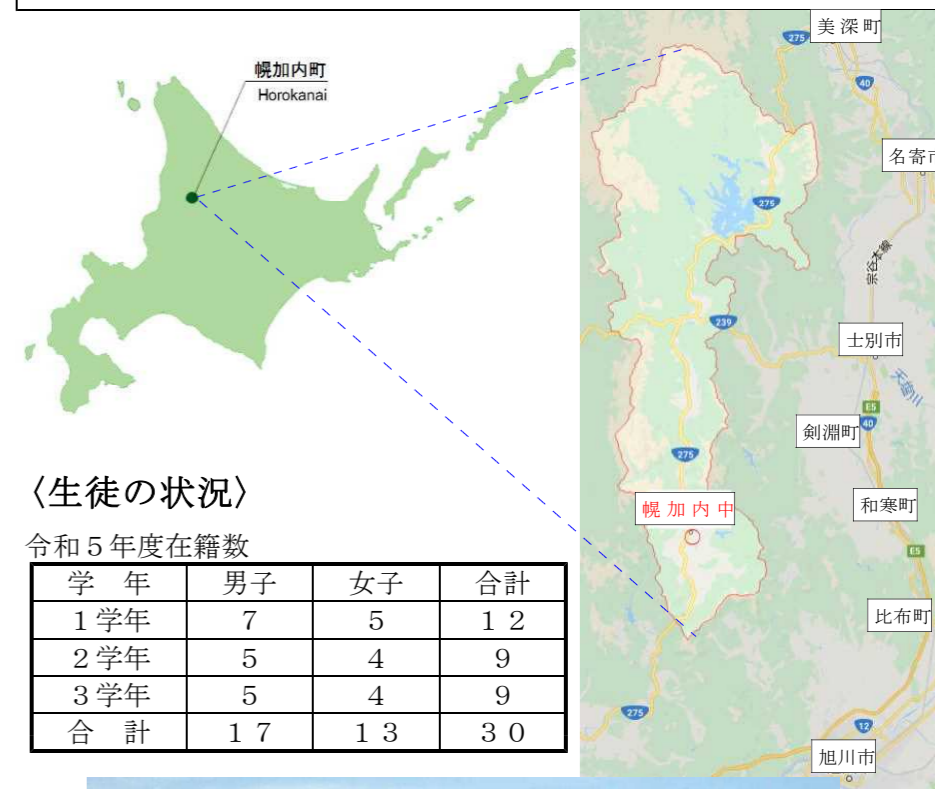 幌加内町
Horokanai
美深町
275
40
名寄市
275
宗谷本線
239
士別市
天塩川
E5
40
剣淵町
275
幌加内中
和寒町
E5
比布町
275
12
旭川市
〈生徒の状況〉
令和５年度在籍数
学　年 男子 女子 合計
１学年 ７ ５ １２
２学年 ５ ４ ９
３学年 ５ ４ ９
合　計 １７ １３ ３０